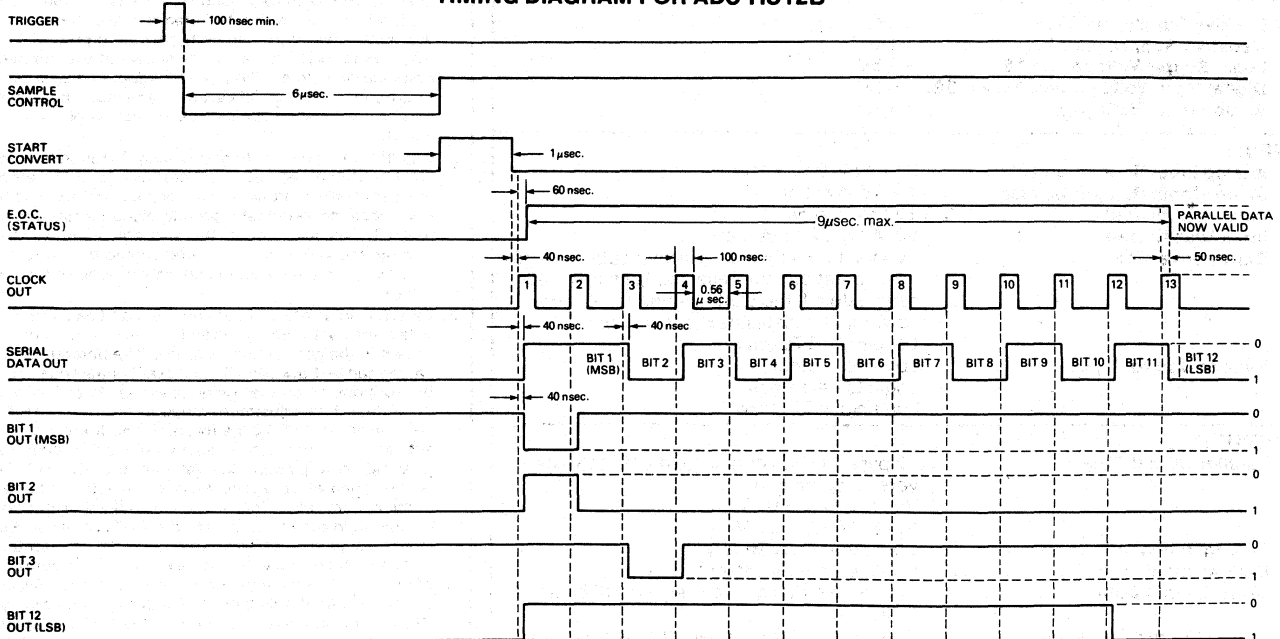 TRIGGER
100 nsec min.
SAMPLE
CONTROL
6 µsec.
START
CONVERT
1 µsec.
60 nsec.
E.O.C.
(STATUS)
9µsec. max.
PARALLEL DATA
NOW VALID
40 nsec.
100 nsec.
50 nsec.
CLOCK
OUT
1 2 3 4 5 6 7 8 9 10 11 12 13
0.56
µ sec.
40 nsec.
40 nsec
SERIAL
DATA OUT
BIT 1
(MSB)
BIT 2 BIT 3 BIT 4 BIT 5 BIT 6 BIT 7 BIT 8 BIT 9 BIT 10 BIT 11
BIT 12
(LSB)
0
1
40 nsec.
BIT 1
OUT (MSB)
0
1
BIT 2
OUT
0
1
BIT 3
OUT
0
1
BIT 12
OUT (LSB)
0
1